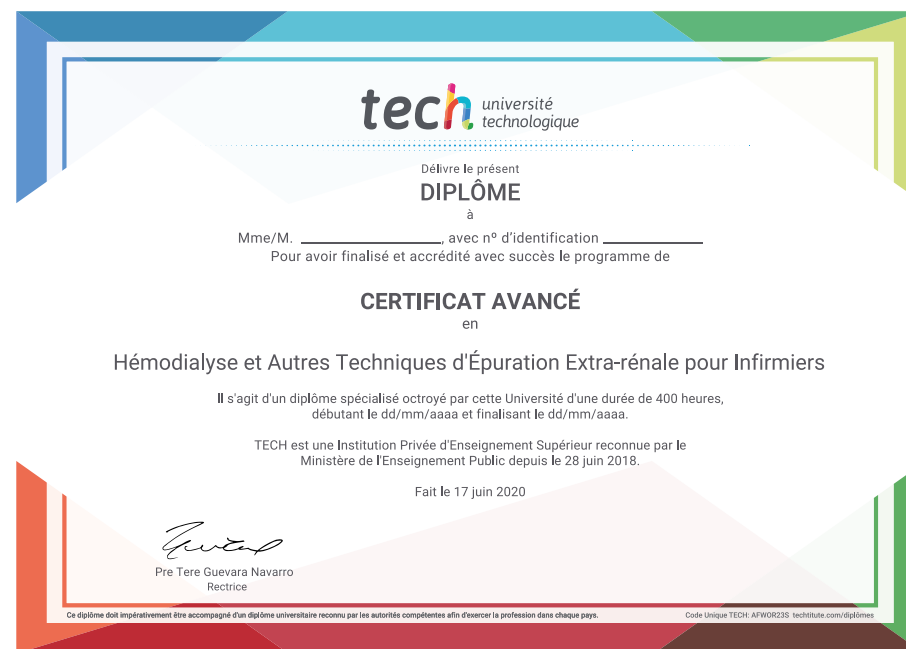 tech université
technologique
Délivre le présent
DIPLÔME
à
Mme/M. ____________________, avec nº d'identification ______________
Pour avoir finalisé et accrédité avec succès le programme de
CERTIFICAT AVANCÉ
en
Hémodialyse et Autres Techniques d'Épuration Extra-rénale pour Infirmiers
Il s'agit d'un diplôme spécialisé octroyé par cette Université d'une durée de 400 heures,
débutant le dd/mm/aaaa et finalisant le dd/mm/aaaa.
TECH est une Institution Privée d'Enseignement Supérieur reconnue par le
Ministère de l'Enseignement Public depuis le 28 juin 2018.
Fait le 17 juin 2020
Pre Tere Guevara Navarro
Rectrice
Ce diplôme doit impérativement être accompagné d'un diplôme universitaire reconnu par les autorités compétentes afin d'exercer la profession dans chaque pays.
Code Unique TECH: AFWOR23S techtitute.com/diplômes